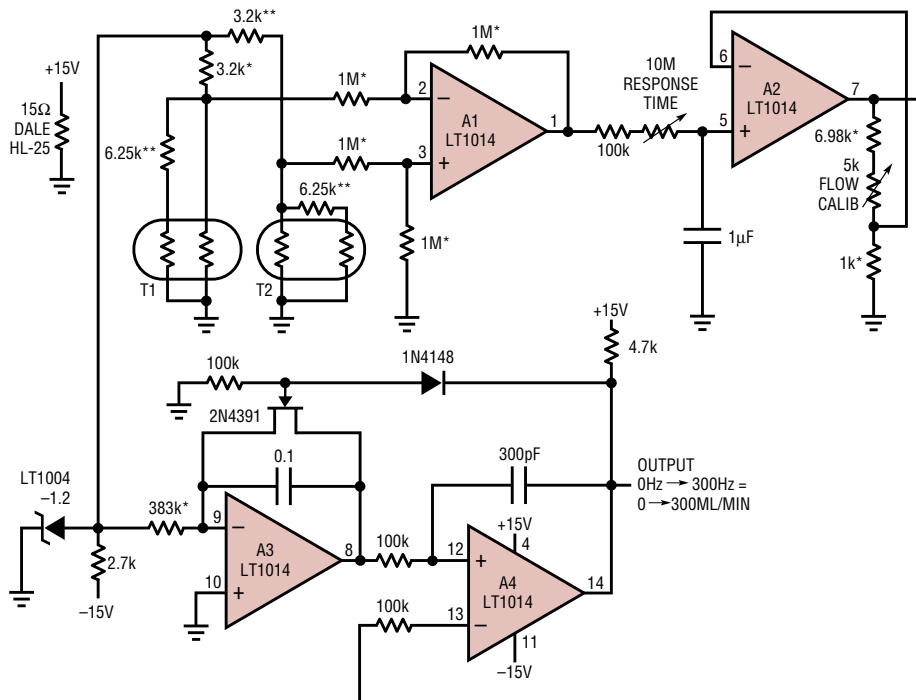 3.2k**
3.2k*
+15V
15Ω
DALE
HL-25
6.25k**
T1
6.25k**
T2
1M*
1M*
1M*
1M*
2
3
1
A1
LT1014
100k
10M
RESPONSE
TIME
1µF
6
5
7
A2
LT1014
6.98k*
5k
FLOW
CALIB
1k*
+15V
4.7k
100k
1N4148
2N4391
0.1
300pF
OUTPUT
0Hz → 300Hz =
0 → 300ML/MIN
LT1004
–1.2
383k*
2.7k
–15V
9
10
8
A3
LT1014
100k
100k
12
13
14
+15V
4
A4
LT1014
11
–15V